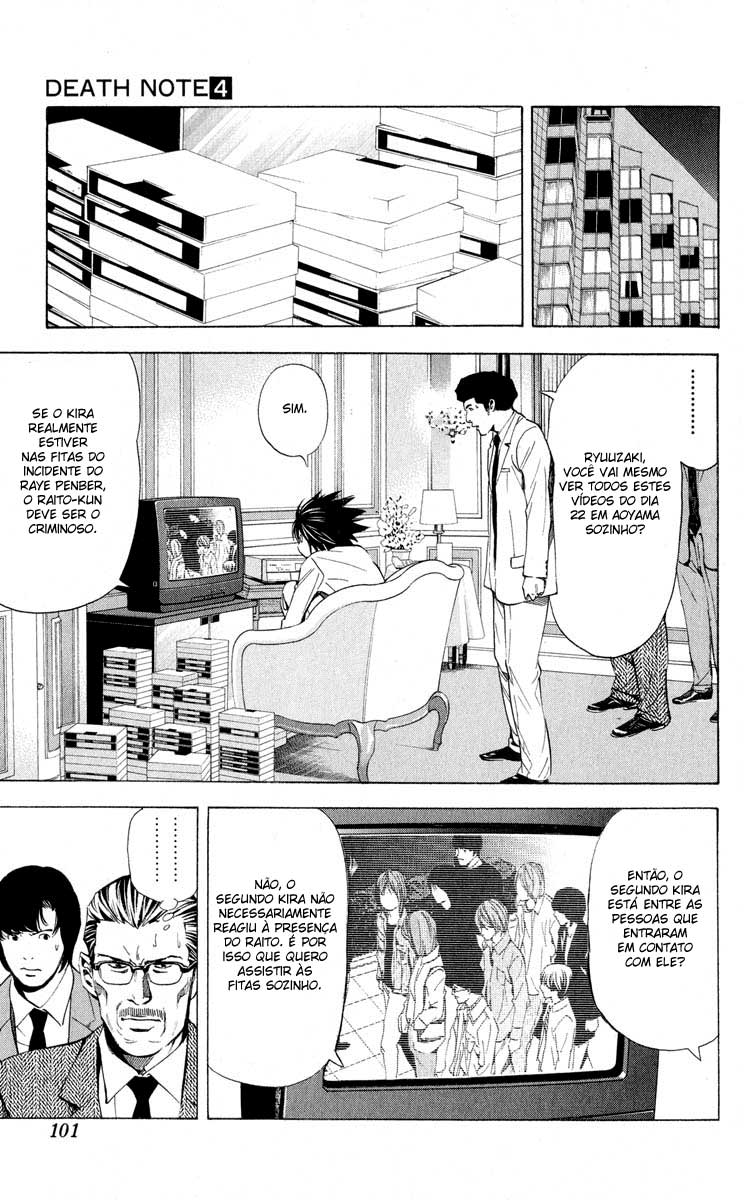 DEATH NOTE 4
..........
RYUUZAKI,
VOCÊ VAI MESMO
VER TODOS ESTES
VÍDEOS DO DIA
22 EM AOYAMA
SOZINHO?
SIM.
SE O KIRA
REALMENTE
ESTIVER
NAS FITAS DO
INCIDENTE DO
RAYE PENBER,
O RAITO-KUN
DEVE SER O
CRIMINOSO.
ENTÃO, O
SEGUNDO KIRA
ESTÁ ENTRE AS
PESSOAS QUE
ENTRARAM
EM CONTATO
COM ELE?
NÃO, O
SEGUNDO KIRA NÃO
NECESSARIAMENTE
REAGIU À PRESENÇA
DO RAITO. É POR
ISSO QUE QUERO
ASSISTIR ÀS
FITAS SOZINHO.
..........
..........
101